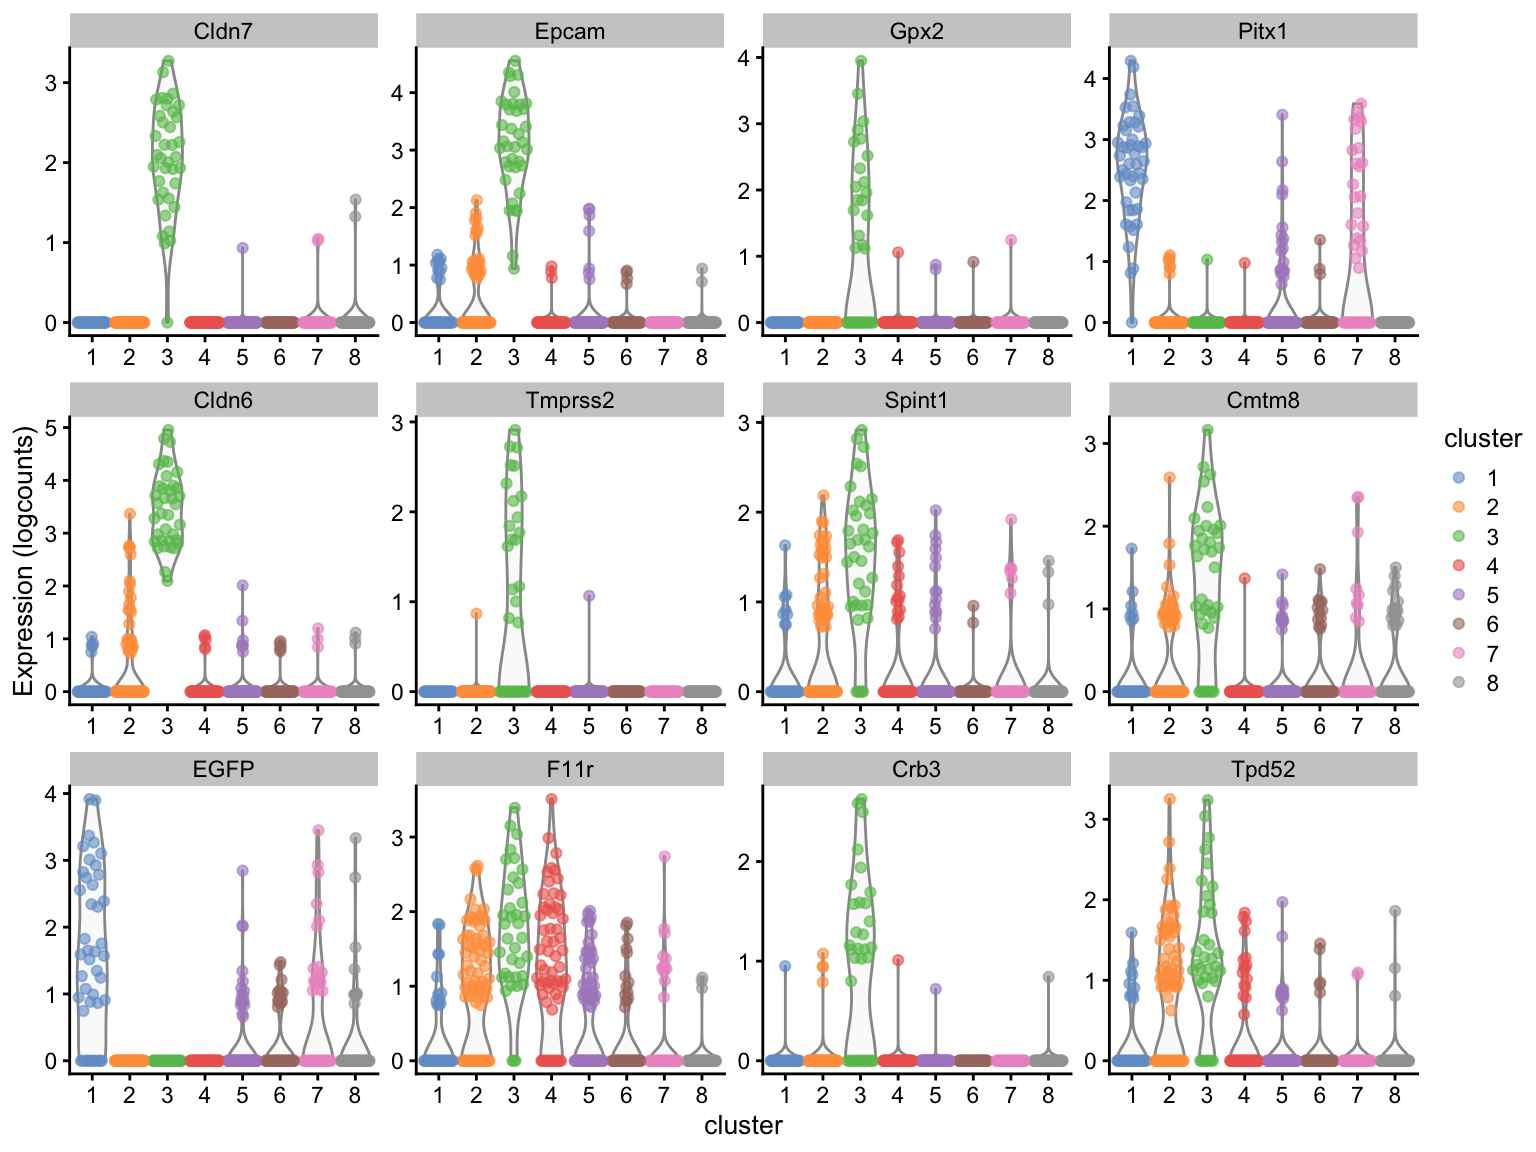 Cldn7 Epcam Gpx2 Pitx1
3 4 4 4
2 3 3 3
1 2 2 2
0 1 1 1
0 0 0
1 2 3 4 5 6 7 8 1 2 3 4 5 6 7 8 1 2 3 4 5 6 7 8 1 2 3 4 5 6 7 8
Cldn6 Tmprss2 Spint1 Cmtm8
5 3 3 3
4 2 2 2
3 1 1 1
2 0 0 0
1
0
1 2 3 4 5 6 7 8 1 2 3 4 5 6 7 8 1 2 3 4 5 6 7 8 1 2 3 4 5 6 7 8
EGFP F11r Crb3 Tpd52
4 3 2 3
3 2 1 2
2 1 0 1
1 0 0
0
1 2 3 4 5 6 7 8 1 2 3 4 5 6 7 8 1 2 3 4 5 6 7 8 1 2 3 4 5 6 7 8
Expression (logcounts)
cluster
cluster
1
2
3
4
5
6
7
8